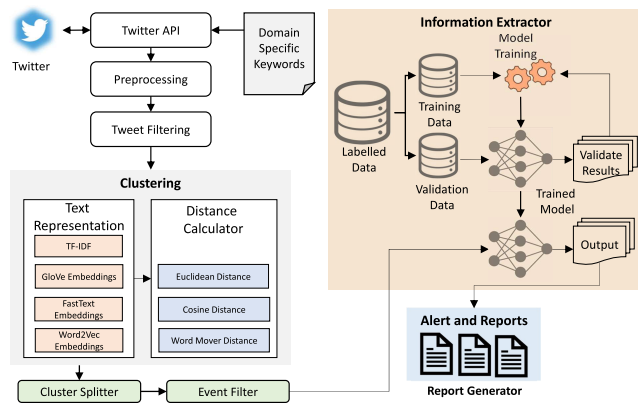 Twitter
Twitter API
Domain
Specific
Keywords
Preprocessing
Tweet Filtering
Clustering
Text
Representation
TF-IDF
GloVe Embeddings
FastText
Embeddings
Word2Vec
Embeddings
Distance
Calculator
Euclidean Distance
Cosine Distance
Word Mover Distance
Cluster Splitter
Event Filter
Information Extractor
Model
Training
Labelled
Data
Training
Data
Validation
Data
Validate
Results
Trained
Model
Output
Alert and Reports
Report Generator